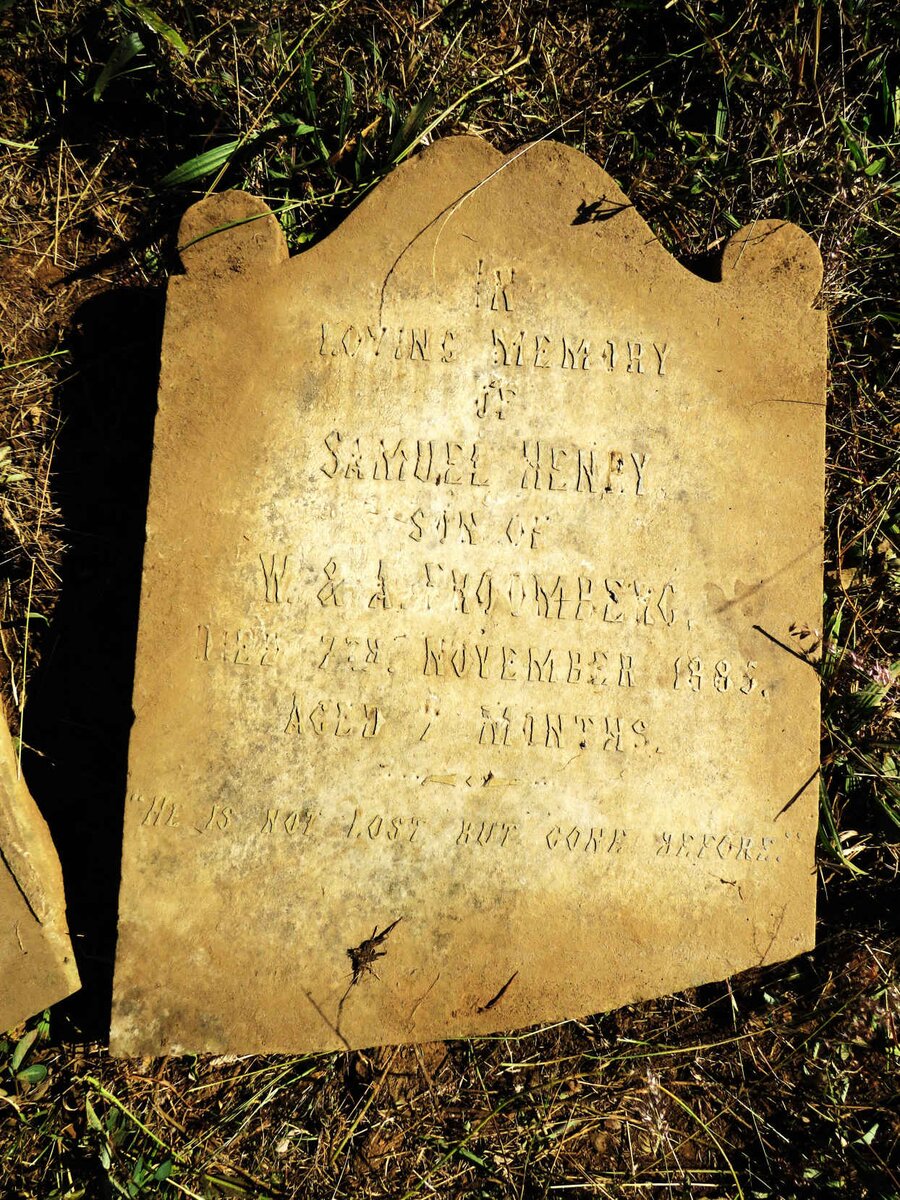 IN
LOVING MEMORY
OF
SAMUEL HENRY.
SON OF
W. & A. FROOMBERG.
DIED 7TH. NOVEMBER 1885.
AGED 7 MONTHS.
"HE IS NOT LOST BUT GONE BEFORE."